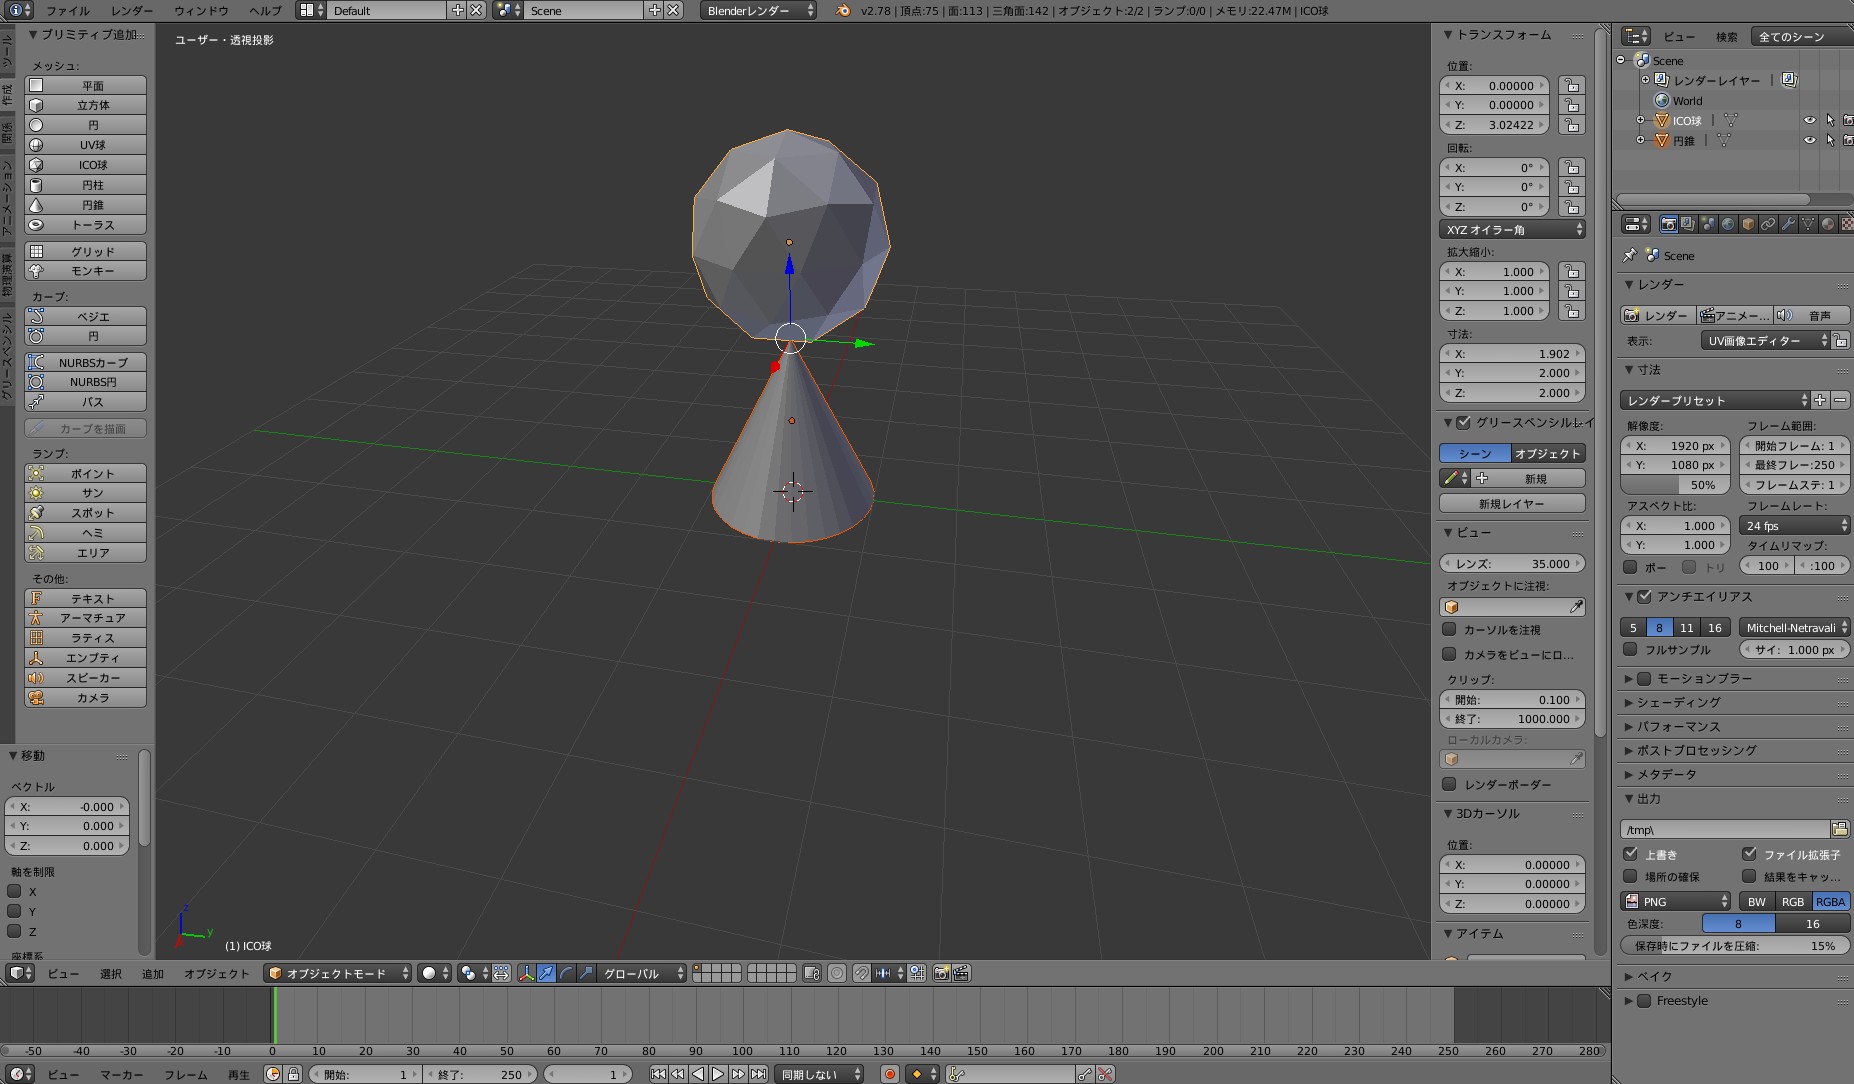 ファイル レンダー ウィンドウ ヘルプ Default Scene Blenderレンダー v2.78 | 頂点:75 | 面:113 | 三角面:142 | オブジェクト:2/2 | ランプ:0/0 | メモリ:22.47M | ICO球
ツール
作成
関係
アニメーション
物理演算
グリースペンシル
プリミティブ追加
メッシュ:
平面
立方体
円
UV球
ICO球
円柱
円錐
トーラス
グリッド
モンキー
カーブ:
ベジエ
円
NURBSカーブ
NURBS円
パス
カーブを描画
ランプ:
ポイント
サン
スポット
ヘミ
エリア
その他:
テキスト
アーマチュア
ラティス
エンプティ
スピーカー
カメラ
移動
ベクトル
X: -0.000
Y: 0.000
Z: 0.000
軸を制限
X
Y
Z
座標系
ユーザー・透視投影
z
y
(1) ICO球
トランスフォーム
位置:
X: 0.00000
Y: 0.00000
Z: 3.02422
回転:
X: 0°
Y: 0°
Z: 0°
XYZ オイラー角
拡大縮小:
X: 1.000
Y: 1.000
Z: 1.000
寸法:
X: 1.902
Y: 2.000
Z: 2.000
グリースペンシルレイ
シーン オブジェクト
新規
新規レイヤー
ビュー
レンズ: 35.000
オブジェクトに注視:
カーソルを注視
カメラをビューにロ...
クリップ:
開始: 0.100
終了: 1000.000
ローカルカメラ:
レンダーボーダー
3Dカーソル
位置:
X: 0.00000
Y: 0.00000
Z: 0.00000
アイテム
ビュー 検索 全てのシーン
Scene
レンダーレイヤー |
World
ICO球 |
円錐 |
Scene
レンダー
レンダー アニメー... 音声
表示: UV画像エディター
寸法
レンダープリセット
解像度: フレーム範囲:
X: 1920 px 開始フレーム: 1
Y: 1080 px 最終フレー:250
50% フレームステ: 1
アスペクト比: フレームレート:
X: 1.000 24 fps
Y: 1.000 タイムリマップ:
ボー トリ 100 :100
アンチエイリアス
5 8 11 16 Mitchell-Netravali
フルサンプル サイ: 1.000 px
モーションブラー
シェーディング
パフォーマンス
ポストプロセッシング
メタデータ
出力
/tmp\
上書き ファイル拡張子
場所の確保 結果をキャッ...
PNG BW RGB RGBA
色深度: 8 16
保存時にファイルを圧縮: 15%
ベイク
Freestyle
ビュー 選択 追加 オブジェクト オブジェクトモード グローバル
-50 -40 -30 -20 -10 0 10 20 30 40 50 60 70 80 90 100 110 120 130 140 150 160 170 180 190 200 210 220 230 240 250 260 270 280
ビュー マーカー フレーム 再生 開始: 1 終了: 250 1 同期しない